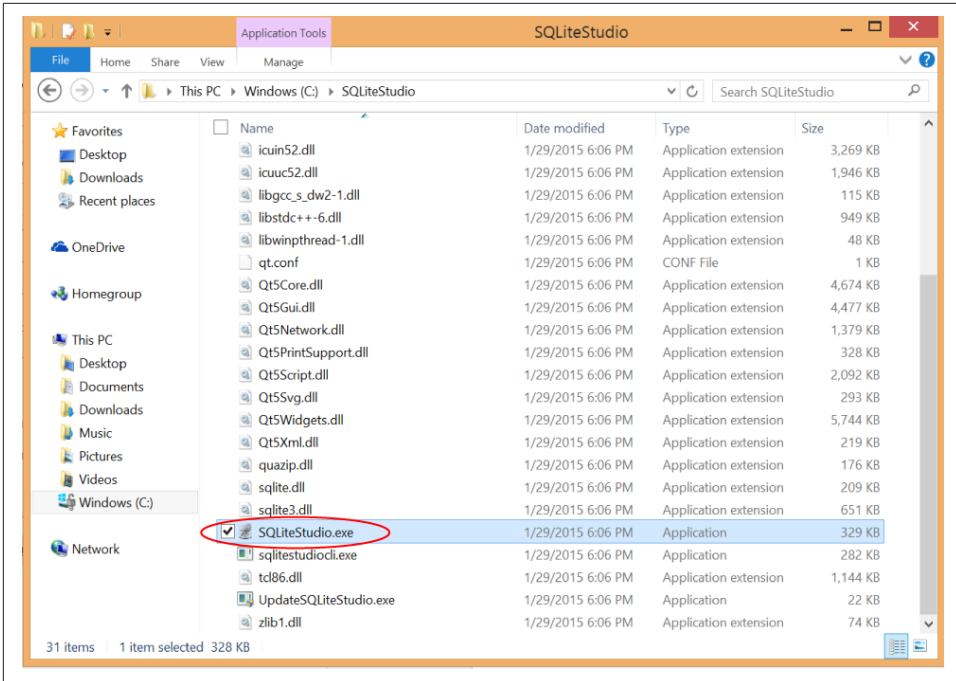 Application Tools
SQLiteStudio
File Home Share View Manage
This PC Windows (C:) SQLiteStudio
Search SQLiteStudio
Favorites
Desktop
Downloads
Recent places
OneDrive
Homegroup
This PC
Desktop
Documents
Downloads
Music
Pictures
Videos
Windows (C:)
Network
Name Date modified Type Size
icuin52.dll 1/29/2015 6:06 PM Application extension 3,269 KB
icuuc52.dll 1/29/2015 6:06 PM Application extension 1,946 KB
libgcc_s_dw2-1.dll 1/29/2015 6:06 PM Application extension 115 KB
libstdc++-6.dll 1/29/2015 6:06 PM Application extension 949 KB
libwinpthread-1.dll 1/29/2015 6:06 PM Application extension 48 KB
qt.conf 1/29/2015 6:06 PM CONF File 1 KB
Qt5Core.dll 1/29/2015 6:06 PM Application extension 4,674 KB
Qt5Gui.dll 1/29/2015 6:06 PM Application extension 4,477 KB
Qt5Network.dll 1/29/2015 6:06 PM Application extension 1,379 KB
Qt5PrintSupport.dll 1/29/2015 6:06 PM Application extension 328 KB
Qt5Script.dll 1/29/2015 6:06 PM Application extension 2,092 KB
Qt5Svg.dll 1/29/2015 6:06 PM Application extension 293 KB
Qt5Widgets.dll 1/29/2015 6:06 PM Application extension 5,744 KB
Qt5Xml.dll 1/29/2015 6:06 PM Application extension 219 KB
quazip.dll 1/29/2015 6:06 PM Application extension 176 KB
sqlite.dll 1/29/2015 6:06 PM Application extension 209 KB
sqlite3.dll 1/29/2015 6:06 PM Application extension 651 KB
SQLiteStudio.exe 1/29/2015 6:06 PM Application 329 KB
sqlitestudiocli.exe 1/29/2015 6:06 PM Application 282 KB
tcl86.dll 1/29/2015 6:06 PM Application extension 1,144 KB
UpdateSQLiteStudio.exe 1/29/2015 6:06 PM Application 22 KB
zlib1.dll 1/29/2015 6:06 PM Application extension 74 KB
31 items 1 item selected 328 KB